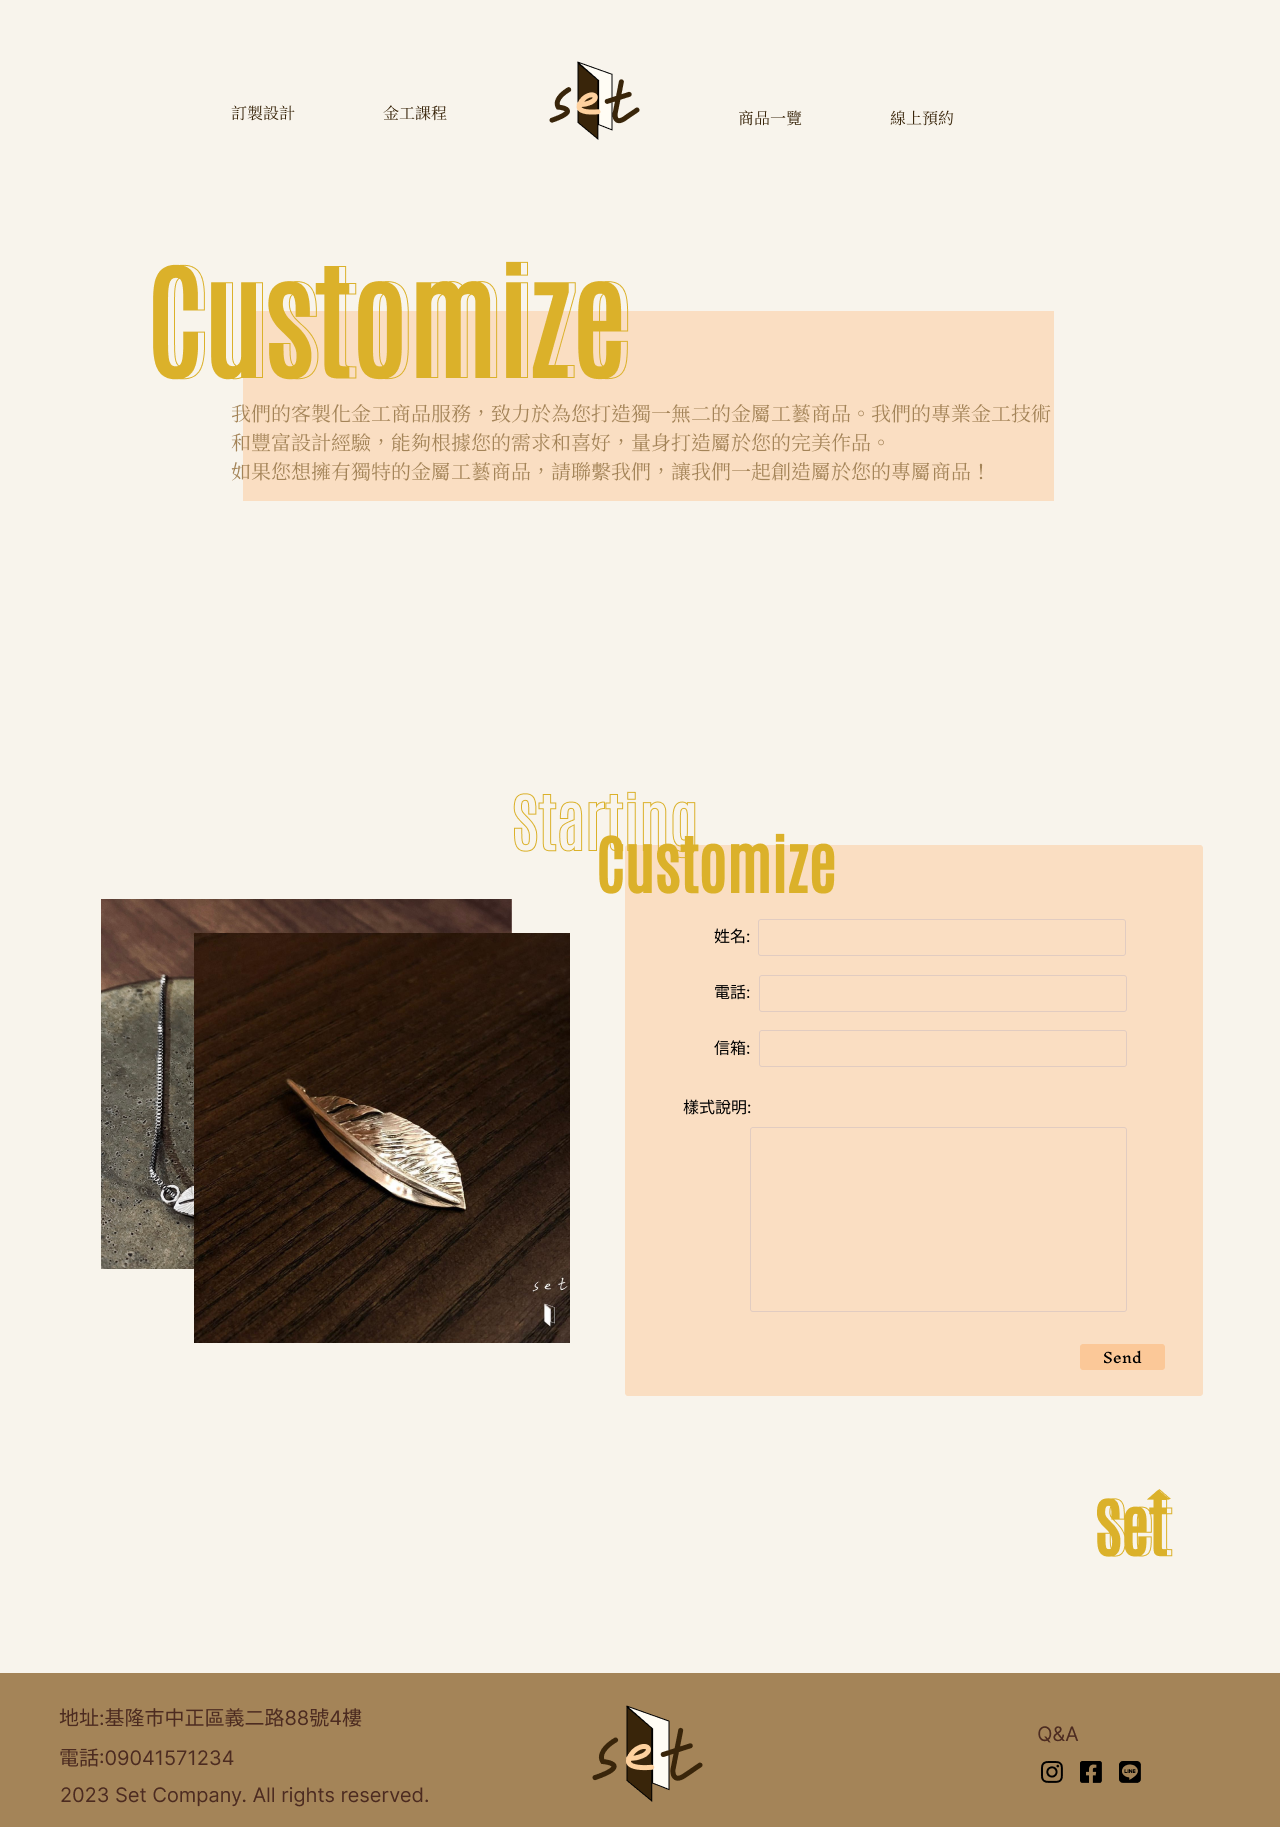 訂製設計
金工課程
set
商品一覽
線上預約
Customize
我們的客製化金工商品服務，致力於為您打造獨一無二的金屬工藝商品。我們的專業金工技術
和豐富設計經驗，能夠根據您的需求和喜好，量身打造屬於您的完美作品。
如果您想擁有獨特的金屬工藝商品，請聯繫我們，讓我們一起創造屬於您的專屬商品！
Starting
Customize
姓名:
電話:
信箱:
樣式說明:
set
Send
Set
地址:基隆市中正區義二路88號4樓
電話:09041571234
2023 Set Company. All rights reserved.
set
Q&A
LINE